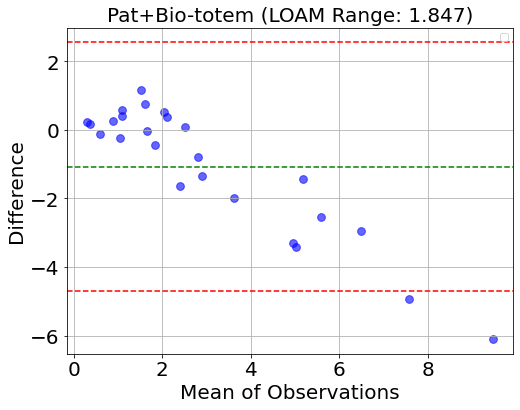 Pat+Bio-totem (LOAM Range: 1.847)
2
0
−2
−4
−6
Difference
0 2 4 6 8
Mean of Observations